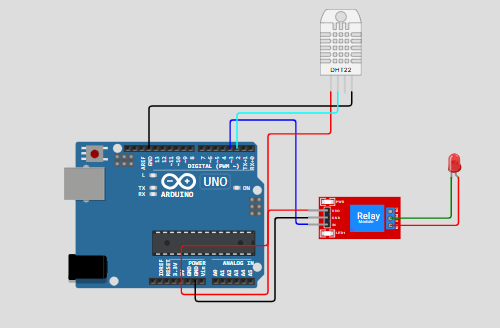 DHT22
AREF
GND
13
12
~11
~10
~9
8
7
~6
~5
4
~3
2
TX→1
RX←0
DIGITAL (PWM ~)
L
TX
RX
UNO
ON
ARDUINO
PWR
Relay
Module
LED1
IOREF
RESET
3.3V
5V
GND
GND
Vin
POWER
ANALOG IN
A0
A1
A2
A3
A4
A5